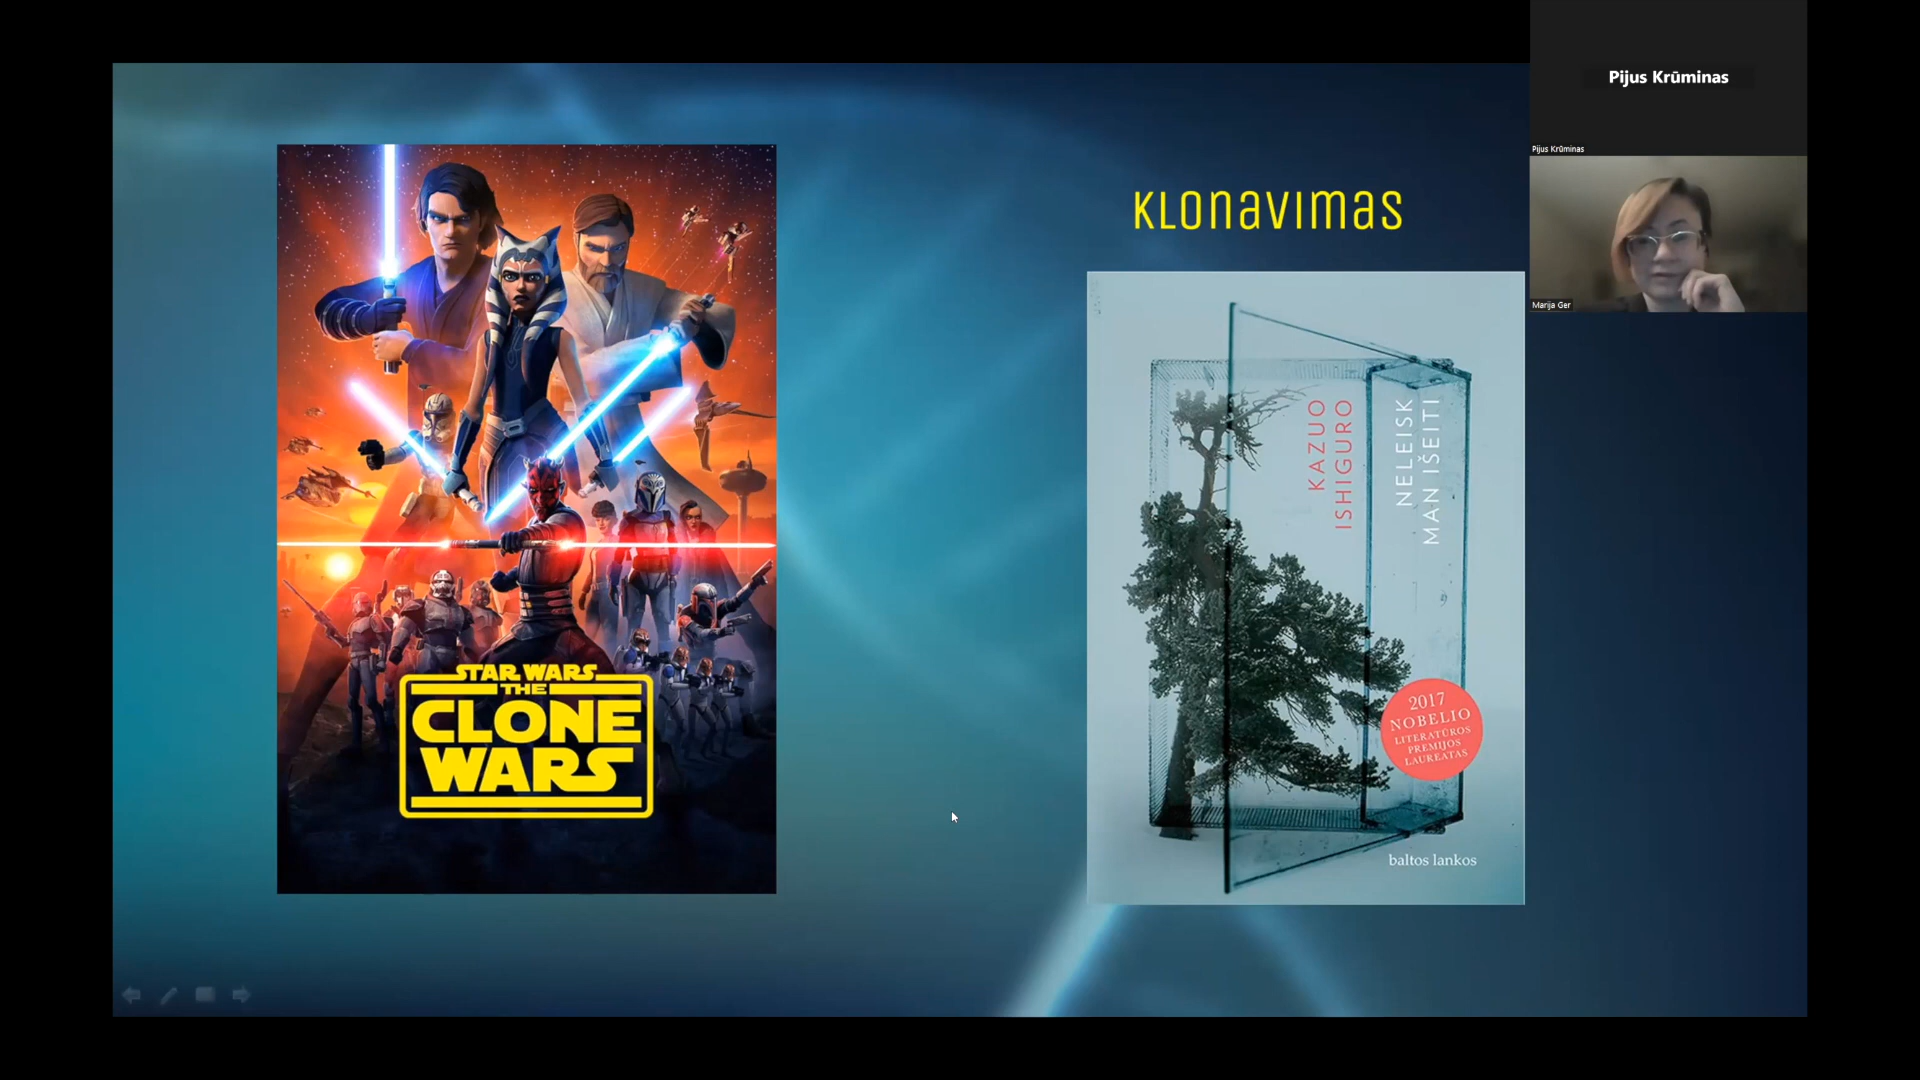 Pijus Krūminas
Pijus Krūminas
Marija Ger
KLONAVIMAS
STAR WARS
THE
CLONE
WARS
KAZUO
ISHIGURO
NELEISK
MAN IŠEITI
2017
NOBELIO
LITERATŪROS
PREMIJOS
LAUREATAS
baltos lankos